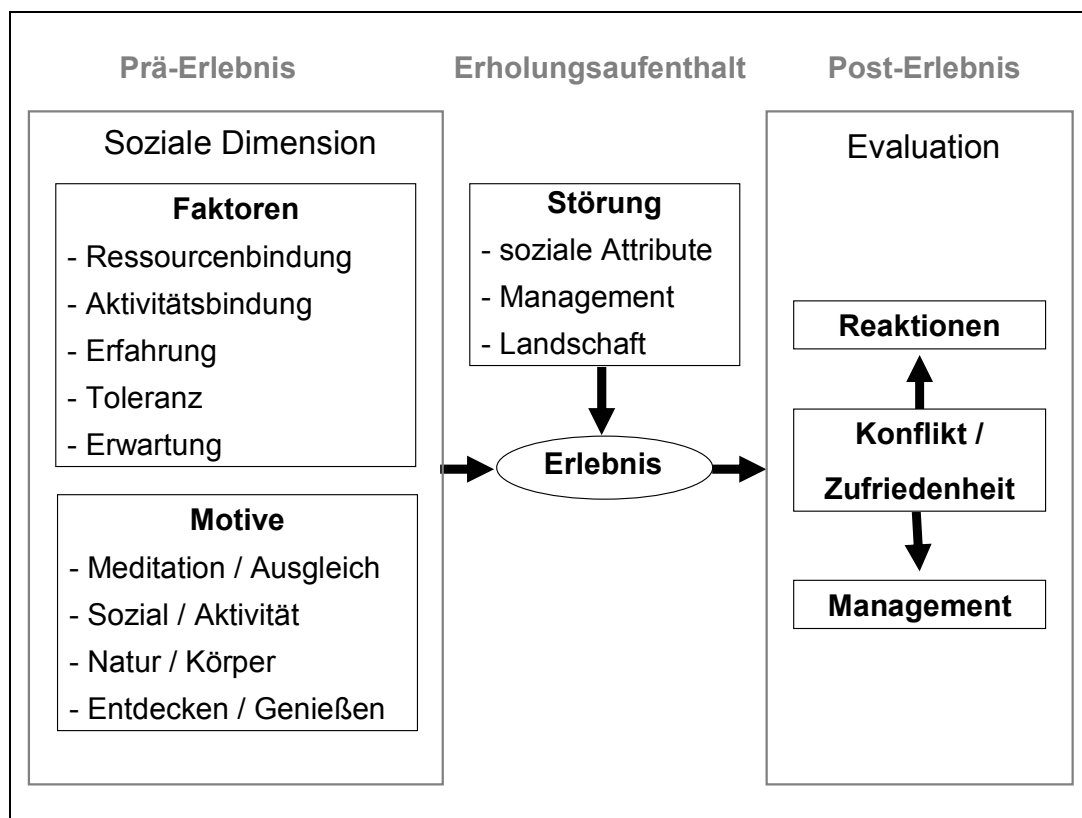 Prä-Erlebnis
Erholungsaufenthalt
Post-Erlebnis
Soziale Dimension
Faktoren
- Ressourcenbindung
- Aktivitätsbindung
- Erfahrung
- Toleranz
- Erwartung
Motive
- Meditation / Ausgleich
- Sozial / Aktivität
- Natur / Körper
- Entdecken / Genießen
Störung
- soziale Attribute
- Management
- Landschaft
Erlebnis
Evaluation
Reaktionen
Konflikt /
Zufriedenheit
Management